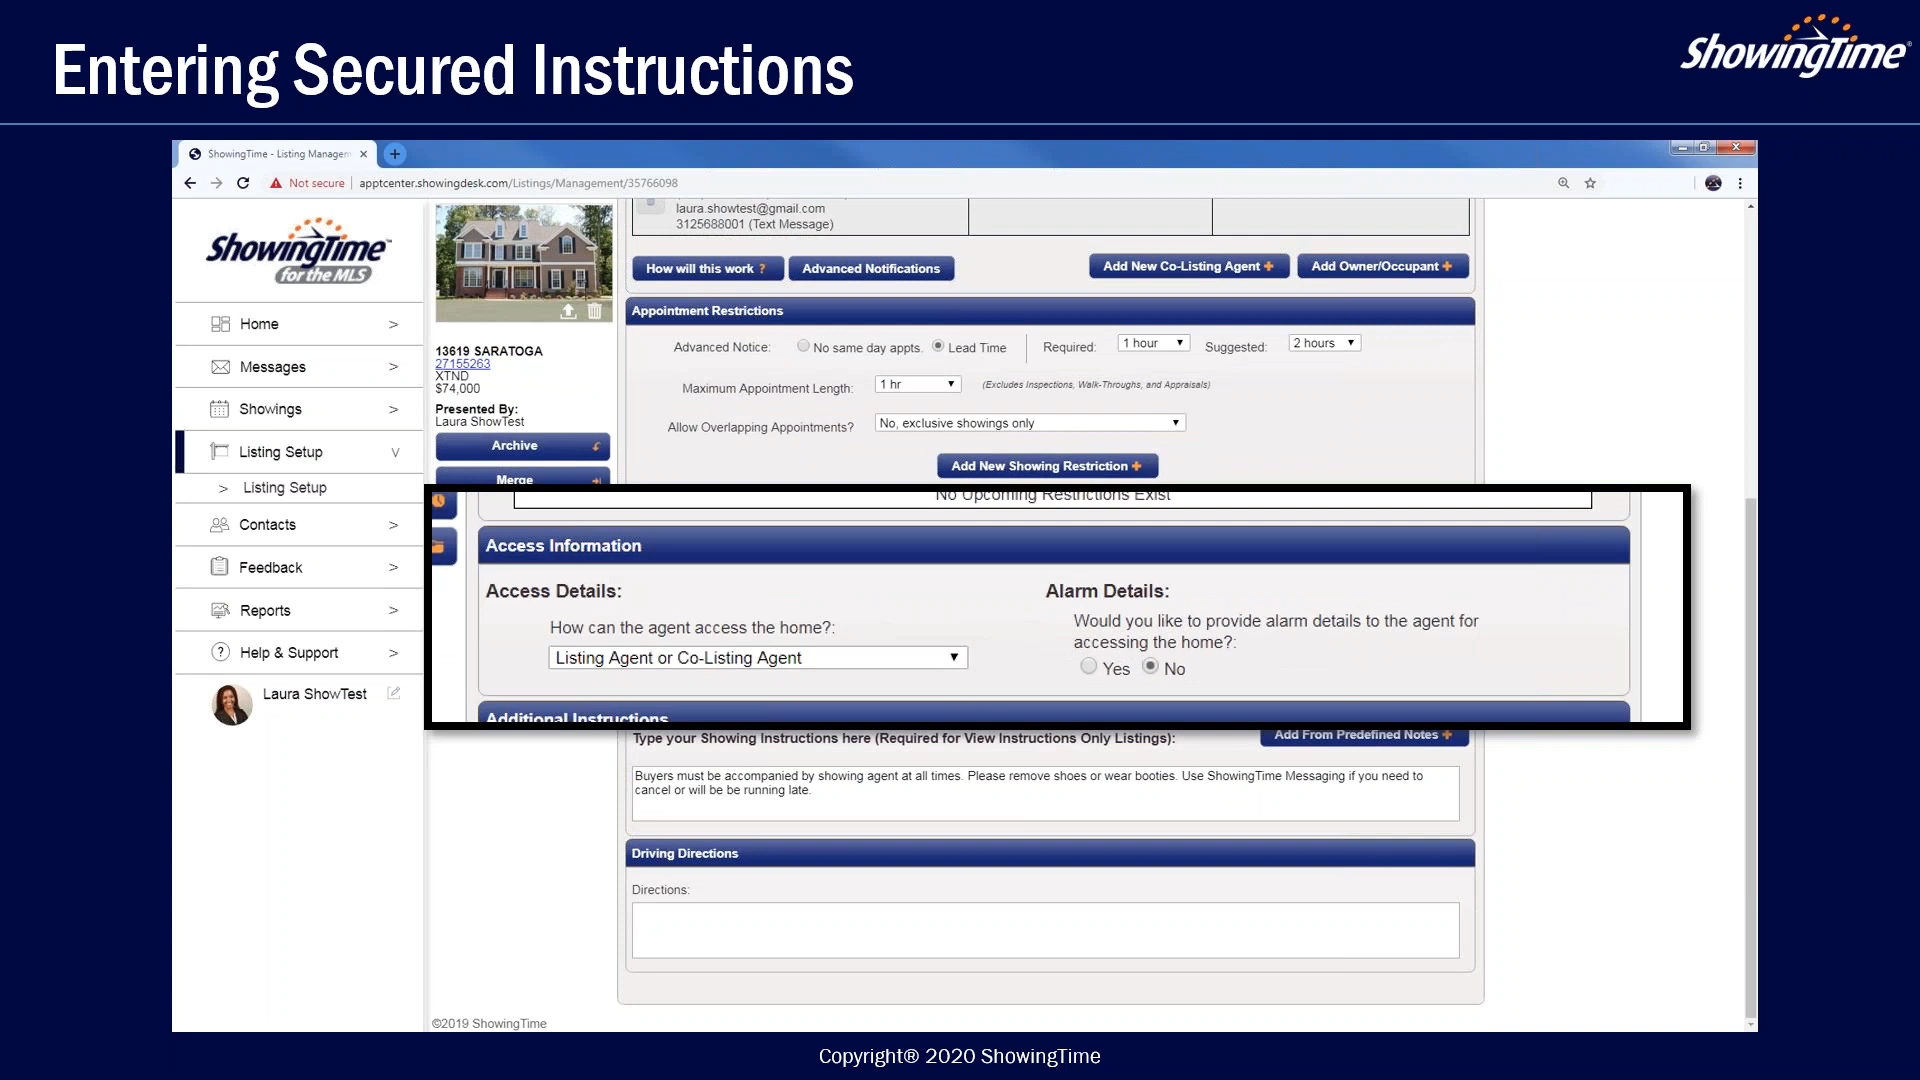 Entering Secured Instructions
ShowingTime
ShowingTime - Listing Managem
Not secure | apptcenter.showingdesk.com/Listings/Management/35766098
ShowingTime
for the MLS
Home >
Messages >
Showings >
Listing Setup V
> Listing Setup
Contacts >
Feedback >
Reports >
? Help & Support >
Laura ShowTest
13619 SARATOGA
27155263
XTND
$74,000
Presented By:
Laura ShowTest
Archive
Merge
laura.showtest@gmail.com
3125688001 (Text Message)
How will this work ? Advanced Notifications Add New Co-Listing Agent + Add Owner/Occupant +
Appointment Restrictions
Advanced Notice: No same day appts. Lead Time Required: 1 hour Suggested: 2 hours
Maximum Appointment Length: 1 hr (Excludes Inspections, Walk-Throughs, and Appraisals)
Allow Overlapping Appointments? No, exclusive showings only
Add New Showing Restriction +
No Upcoming Restrictions Exist
Access Information
Access Details:
How can the agent access the home?:
Listing Agent or Co-Listing Agent
Alarm Details:
Would you like to provide alarm details to the agent for
accessing the home?:
Yes No
Additional Instructions
Type your Showing Instructions here (Required for View Instructions Only Listings): Add From Predefined Notes +
Buyers must be accompanied by showing agent at all times. Please remove shoes or wear booties. Use ShowingTime Messaging if you need to
cancel or will be be running late.
Driving Directions
Directions:
©2019 ShowingTime
Copyright® 2020 ShowingTime